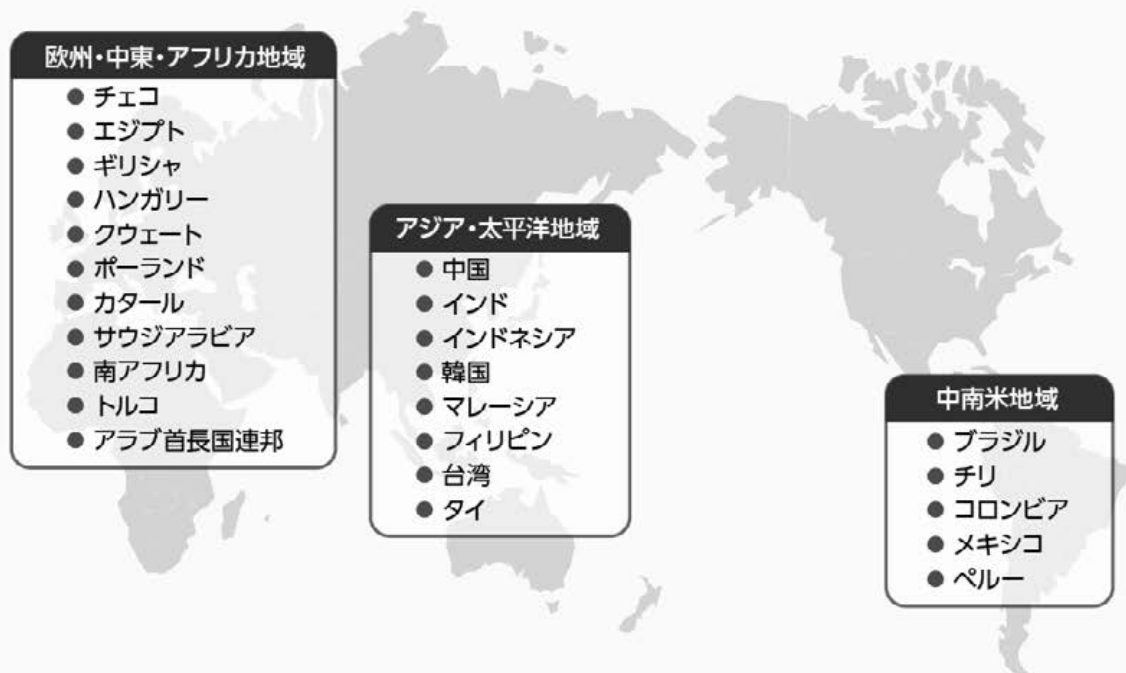 欧州・中東・アフリカ地域
● チェコ
● エジプト
● ギリシャ
● ハンガリー
● クウェート
● ポーランド
● カタール
● サウジアラビア
● 南アフリカ
● トルコ
● アラブ首長国連邦
アジア・太平洋地域
● 中国
● インド
● インドネシア
● 韓国
● マレーシア
● フィリピン
● 台湾
● タイ
中南米地域
● ブラジル
● チリ
● コロンビア
● メキシコ
● ペルー